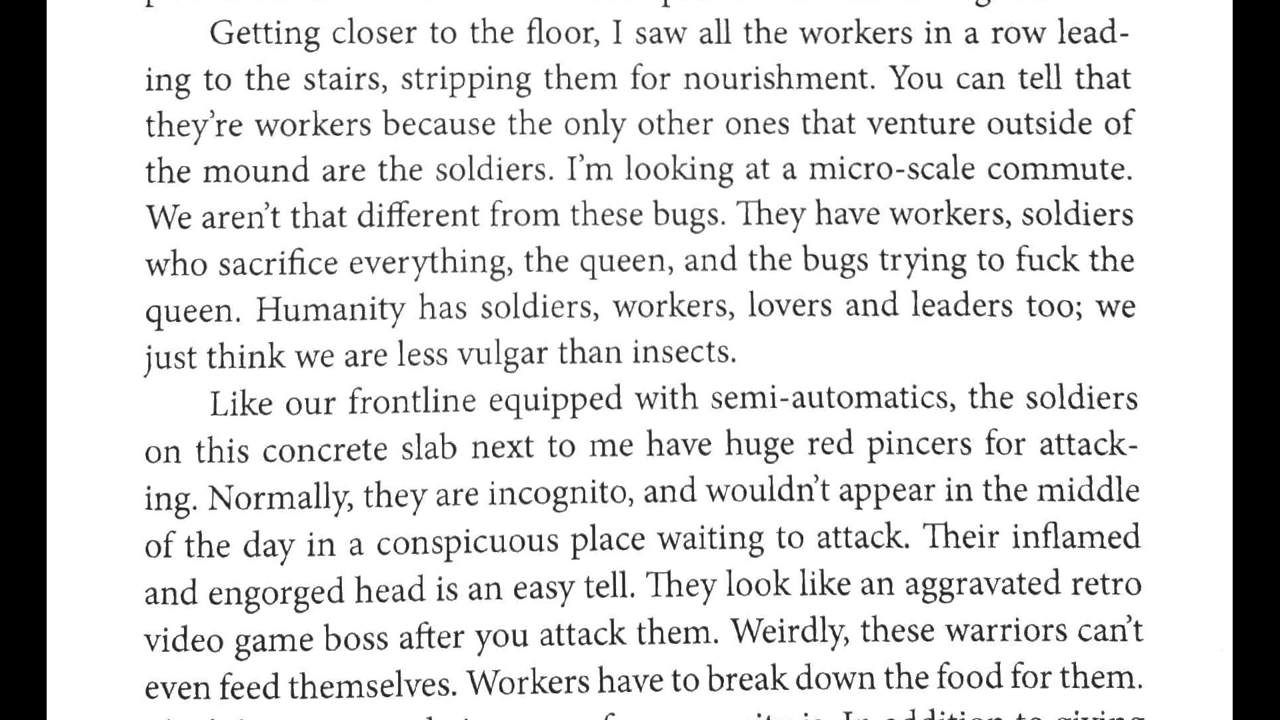 Getting closer to the floor, I saw all the workers in a row lead-
ing to the stairs, stripping them for nourishment. You can tell that
they're workers because the only other ones that venture outside of
the mound are the soldiers. I'm looking at a micro-scale commute.
We aren't that different from these bugs. They have workers, soldiers
who sacrifice everything, the queen, and the bugs trying to fuck the
queen. Humanity has soldiers, workers, lovers and leaders too; we
just think we are less vulgar than insects.
Like our frontline equipped with semi-automatics, the soldiers
on this concrete slab next to me have huge red pincers for attack-
ing. Normally, they are incognito, and wouldn't appear in the middle
of the day in a conspicuous place waiting to attack. Their inflamed
and engorged head is an easy tell. They look like an aggravated retro
video game boss after you attack them. Weirdly, these warriors can't
even feed themselves. Workers have to break down the food for them.
In addition to giving